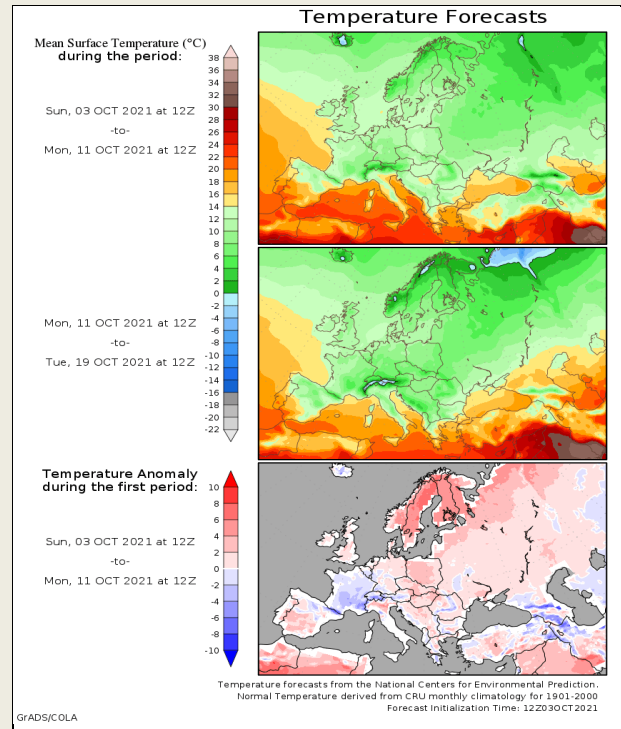 Temperature Forecasts
Mean Surface Temperature (°C)
during the period:
38
36
34
32
30
28
26
24
22
20
18
16
14
12
10
8
6
4
2
0
-2
-4
-6
-8
-10
-12
-14
-16
-18
-20
-22
Sun, 03 OCT 2021 at 12Z
-to-
Mon, 11 OCT 2021 at 12Z
Mon, 11 OCT 2021 at 12Z
-to-
Tue, 19 OCT 2021 at 12Z
Temperature Anomaly
during the first period:
10
8
6
4
2
0
-2
-4
-6
-8
-10
Sun, 03 OCT 2021 at 12Z
-to-
Mon, 11 OCT 2021 at 12Z
Temperature forecasts from the National Centers for Environmental Prediction.
Normal Temperature derived from CRU monthly climatology for 1901-2000
Forecast Initialization Time: 12Z03OCT2021
GrADS/COLA